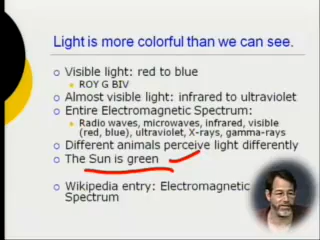 Light is more colorful than we can see.
Visible light: red to blue
ROY G BIV
Almost visible light: infrared to ultraviolet
Entire Electromagnetic Spectrum:
Radio waves, microwaves, infrared, visible
(red, blue), ultraviolet, X-rays, gamma-rays
Different animals perceive light differently
The Sun is green
Wikipedia entry: Electromagnetic
Spectrum